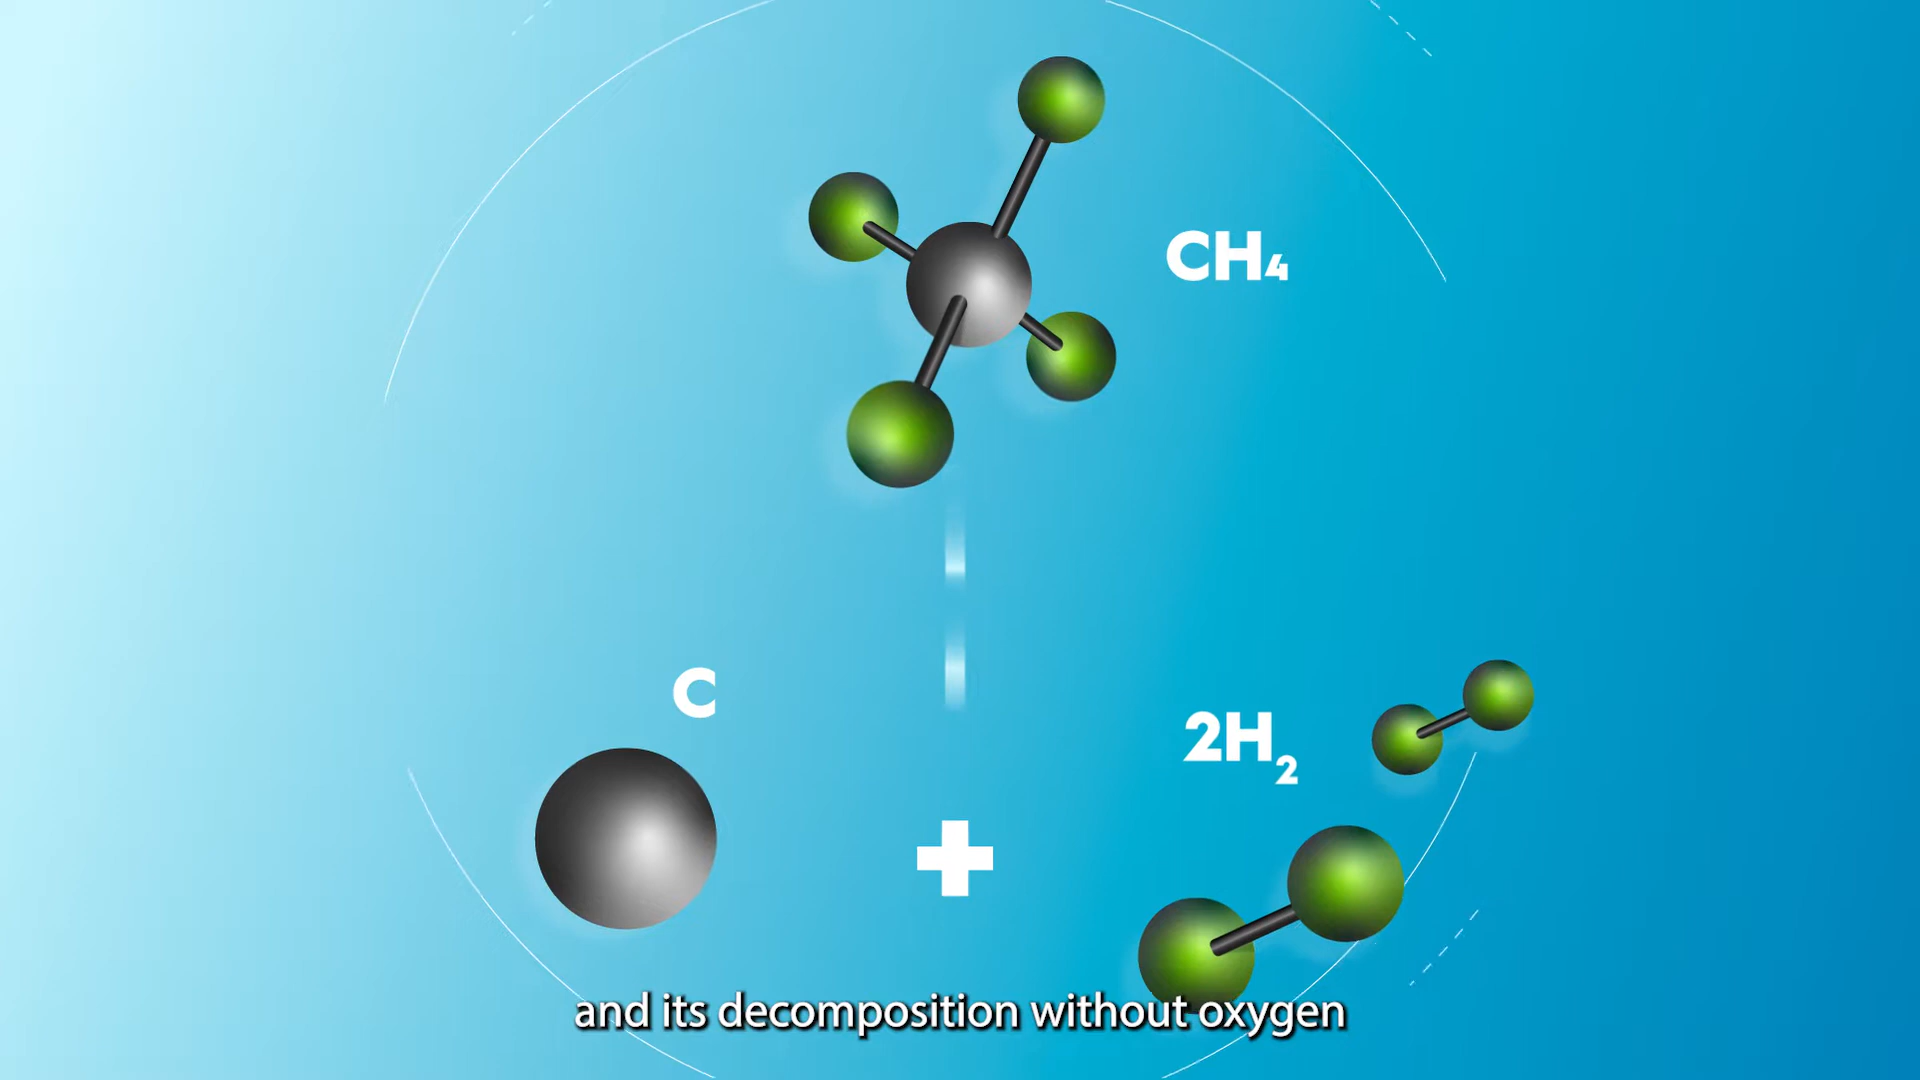 CH₄
C
2H₂
and its decomposition without oxygen